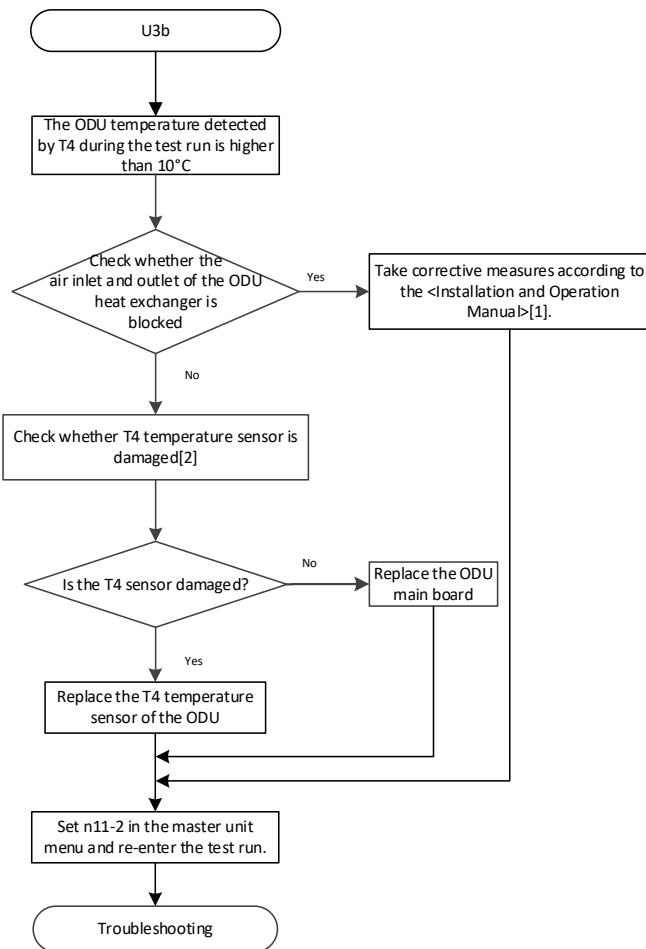 U3b
The ODU temperature detected
by T4 during the test run is higher
than 10°C
Check whether the
air inlet and outlet of the ODU
heat exchanger is
blocked
Yes
Take corrective measures according to
the <Installation and Operation
Manual>[1].
No
Check whether T4 temperature sensor is
damaged[2]
Is the T4 sensor damaged?
No
Replace the ODU
main board
Yes
Replace the T4 temperature
sensor of the ODU
Set n11-2 in the master unit
menu and re-enter the test run.
Troubleshooting